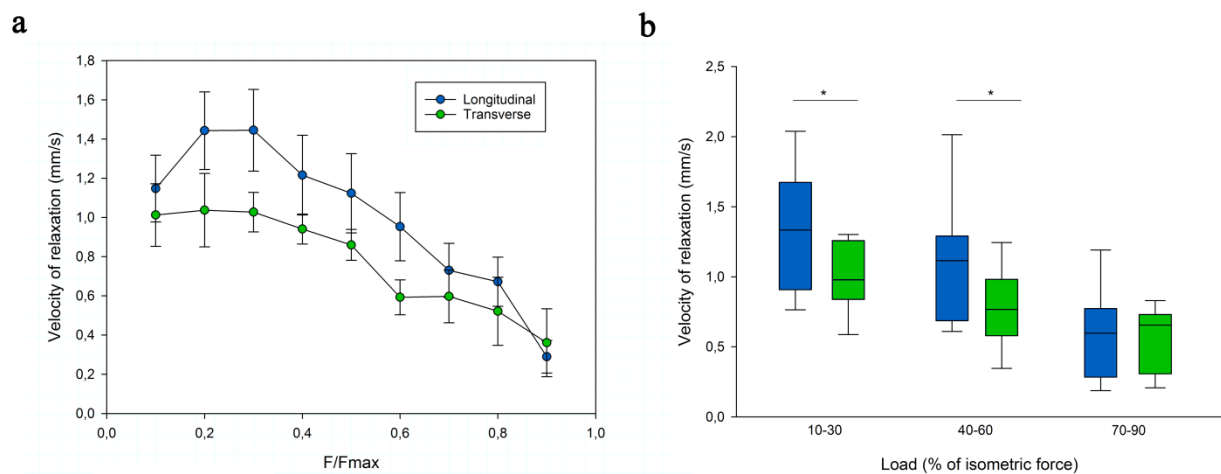 a
Velocity of relaxation (mm/s)
1,8
1,6
1,4
1,2
1,0
0,8
0,6
0,4
0,2
0,0
Longitudinal
Transverse
0,0 0,2 0,4 0,6 0,8 1,0
F/Fmax
b
Velocity of relaxation (mm/s)
2,5
2,0
1,5
1,0
0,5
0,0
* *
10-30 40-60 70-90
Load (% of isometric force)